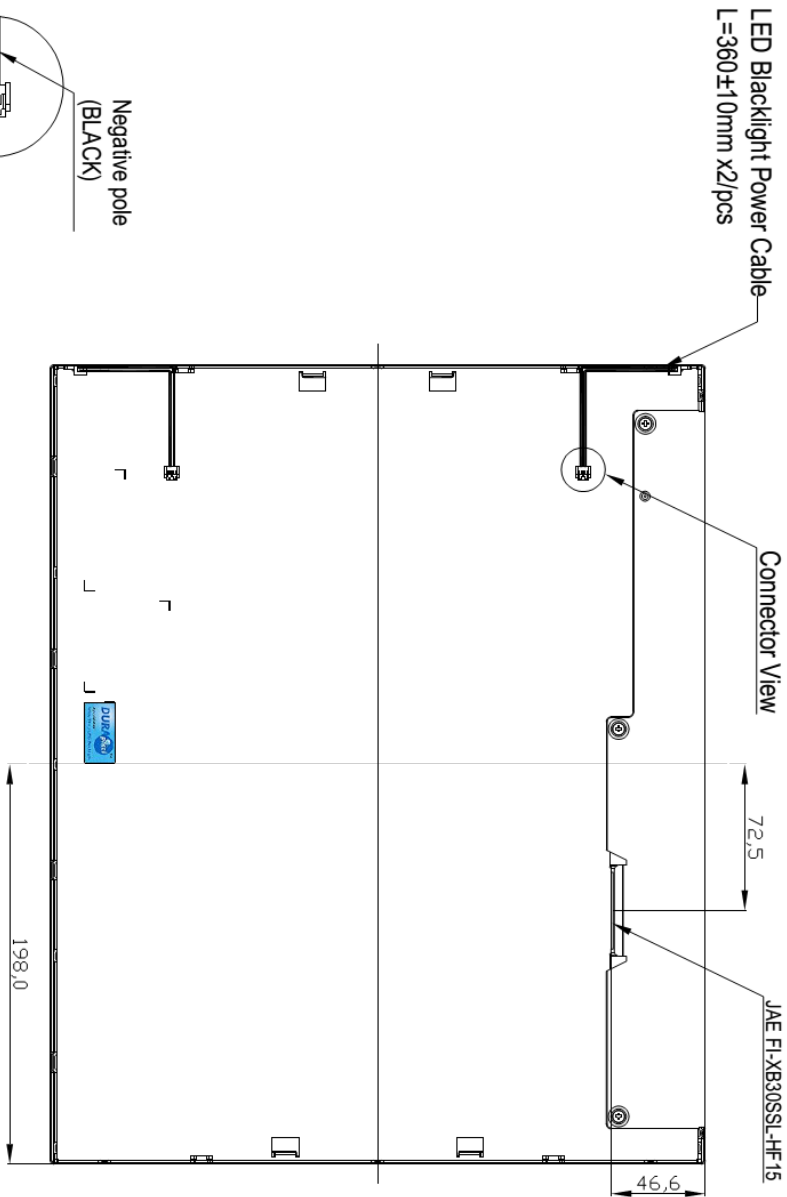 LED Blacklight Power Cable
L=360±10mm x2/pcs
Negative pole
(BLACK)
Connector View
72,5
JAE FI-XB30SSL-HF15
46,6
198,0
DURA